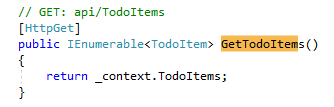 // GET: api/TodoItems
[HttpGet]
public IEnumerable<TodoItem> GetTodoItems()
{
return _context.TodoItems;
}